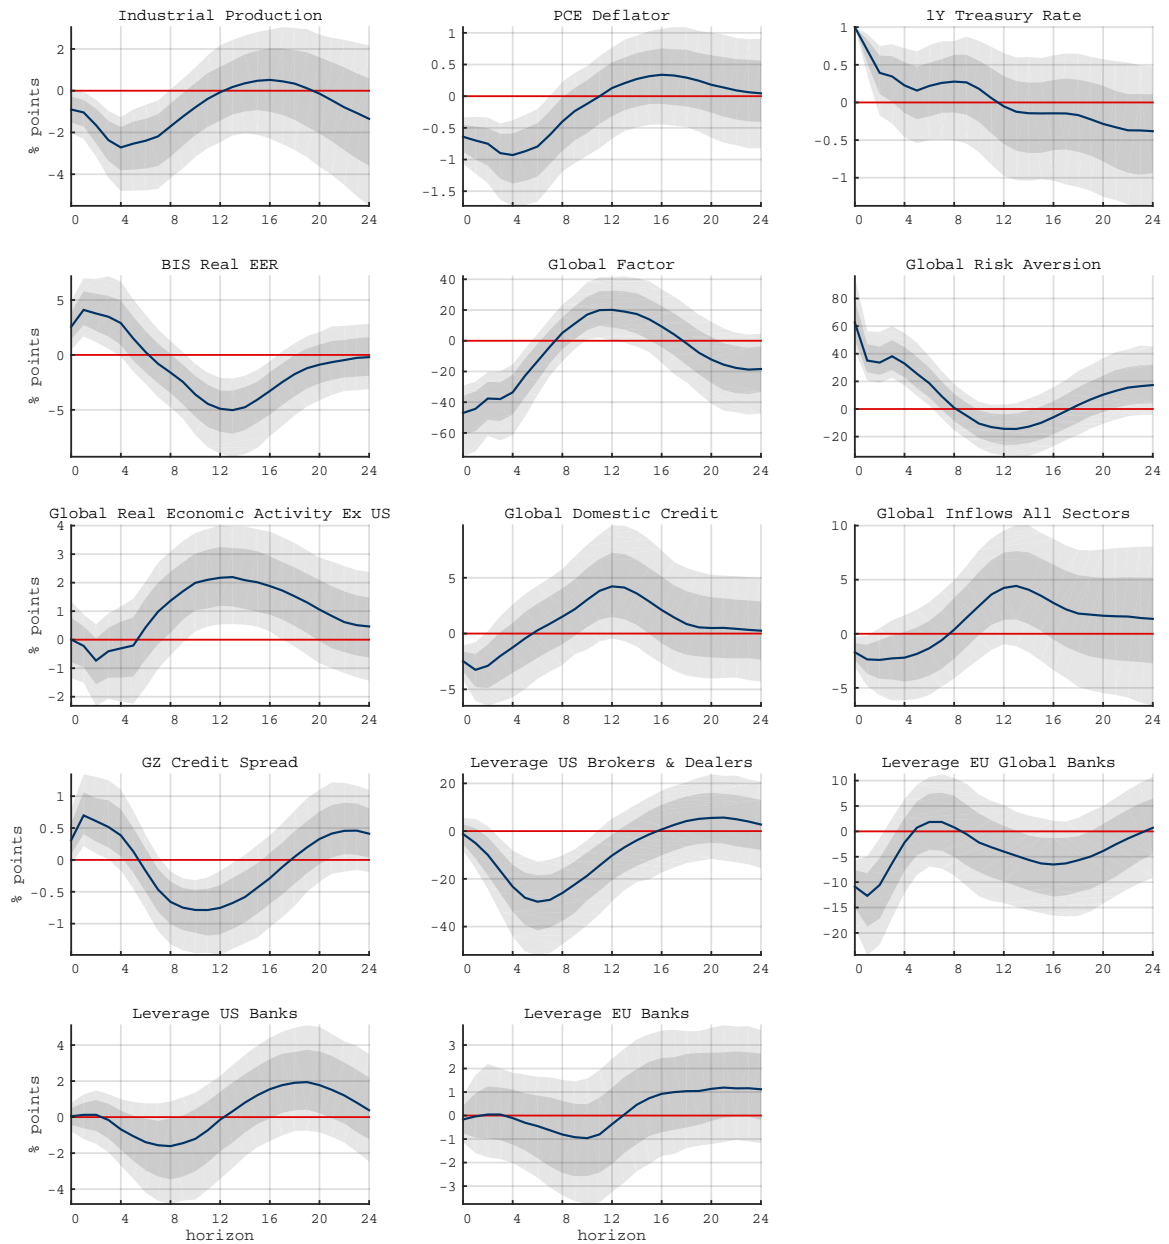 Industrial Production
PCE Deflator
1Y Treasury Rate
% points
2
0
-2
-4
0 4 8 12 16 20 24
1
0.5
0
-0.5
-1
-1.5
0 4 8 12 16 20 24
1
0.5
0
-0.5
-1
0 4 8 12 16 20 24
BIS Real EER
Global Factor
Global Risk Aversion
% points
5
0
-5
0 4 8 12 16 20 24
40
20
0
-20
-40
-60
0 4 8 12 16 20 24
80
60
40
20
0
-20
0 4 8 12 16 20 24
Global Real Economic Activity Ex US
Global Domestic Credit
Global Inflows All Sectors
% points
4
3
2
1
0
-1
-2
0 4 8 12 16 20 24
5
0
-5
0 4 8 12 16 20 24
10
5
0
-5
0 4 8 12 16 20 24
GZ Credit Spread
Leverage US Brokers & Dealers
Leverage EU Global Banks
% points
1
0.5
0
-0.5
-1
0 4 8 12 16 20 24
20
0
-20
-40
0 4 8 12 16 20 24
10
5
0
-5
-10
-15
-20
0 4 8 12 16 20 24
Leverage US Banks
Leverage EU Banks
% points
4
2
0
-2
-4
0 4 8 12 16 20 24
horizon
3
2
1
0
-1
-2
-3
0 4 8 12 16 20 24
horizon